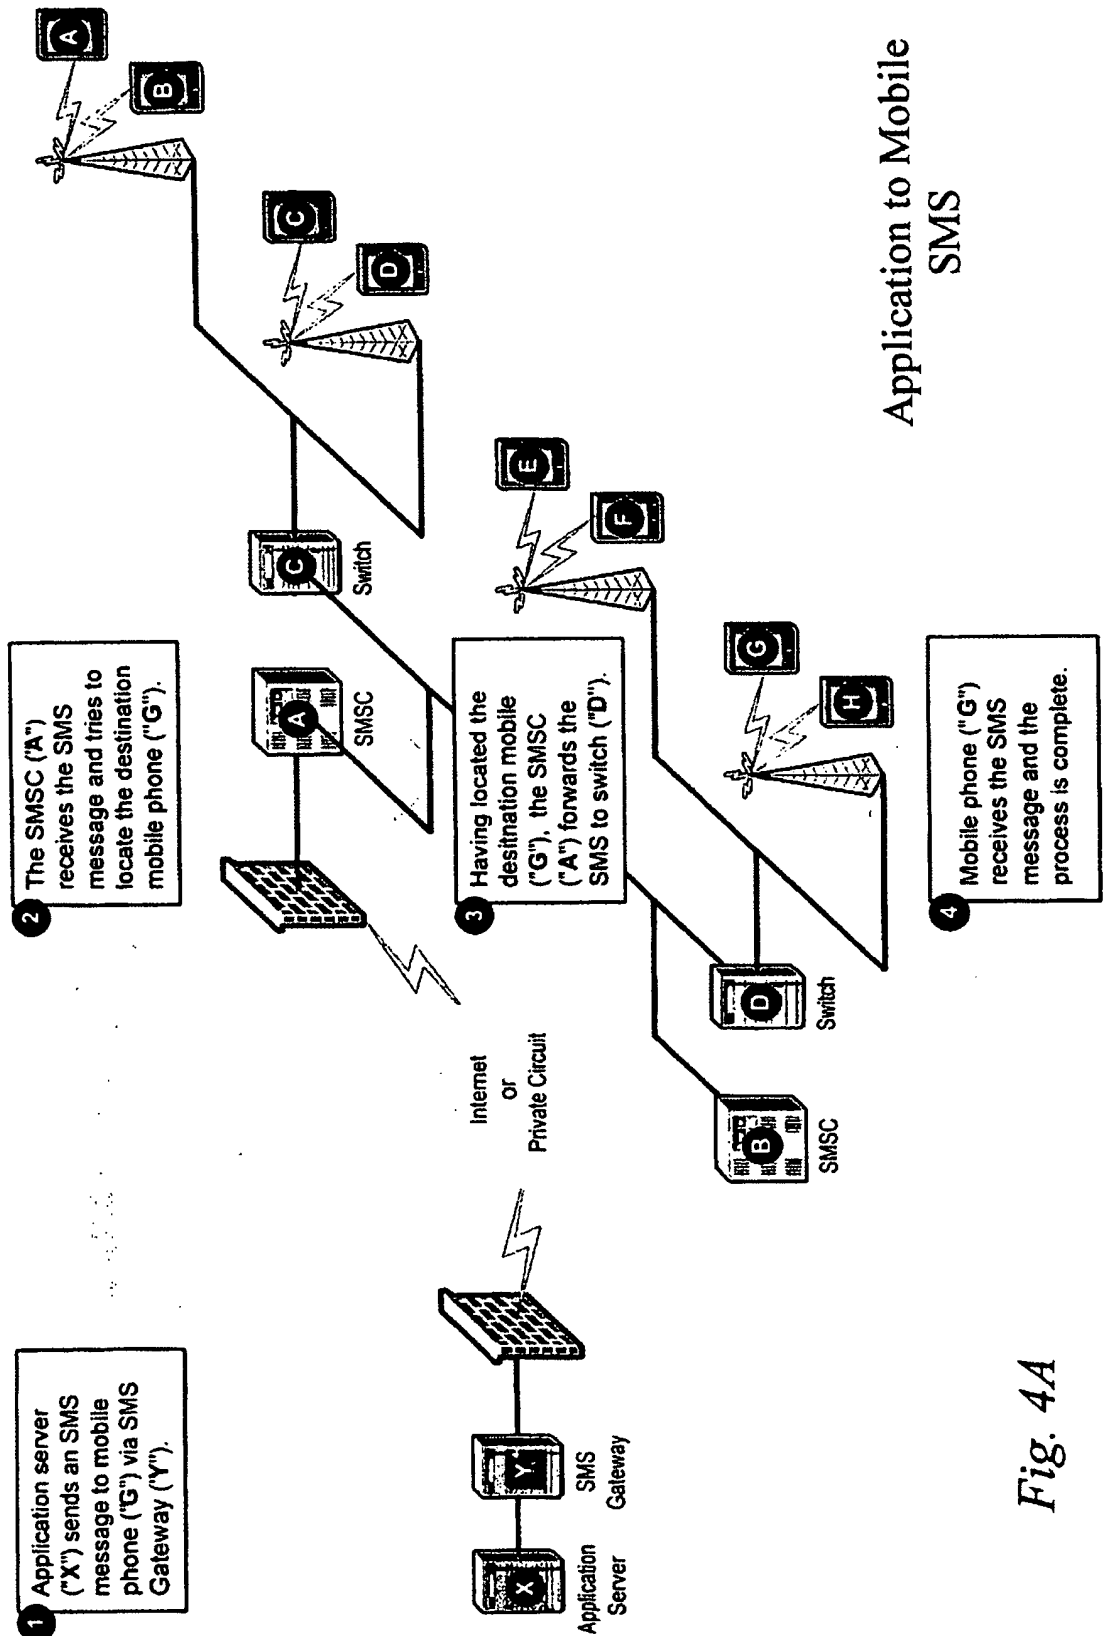 1
Application server
("X") sends an SMS
message to mobile
phone ("G") via SMS
Gateway ("Y").
2
The SMSC ("A")
receives the SMS
message and tries to
locate the destination
mobile phone ("G").
3
Having located the
desitnation mobile
("G"), the SMSC
("A") forwards the
SMS to switch ("D").
4
Mobile phone ("G")
receives the SMS
message and the
process is complete.
X
Application
Server
Y
SMS
Gateway
Internet
or
Private Circuit
A
SMSC
C
Switch
B
SMSC
D
Switch
A
B
C
D
E
F
G
H
Application to Mobile
SMS
Fig. 4A